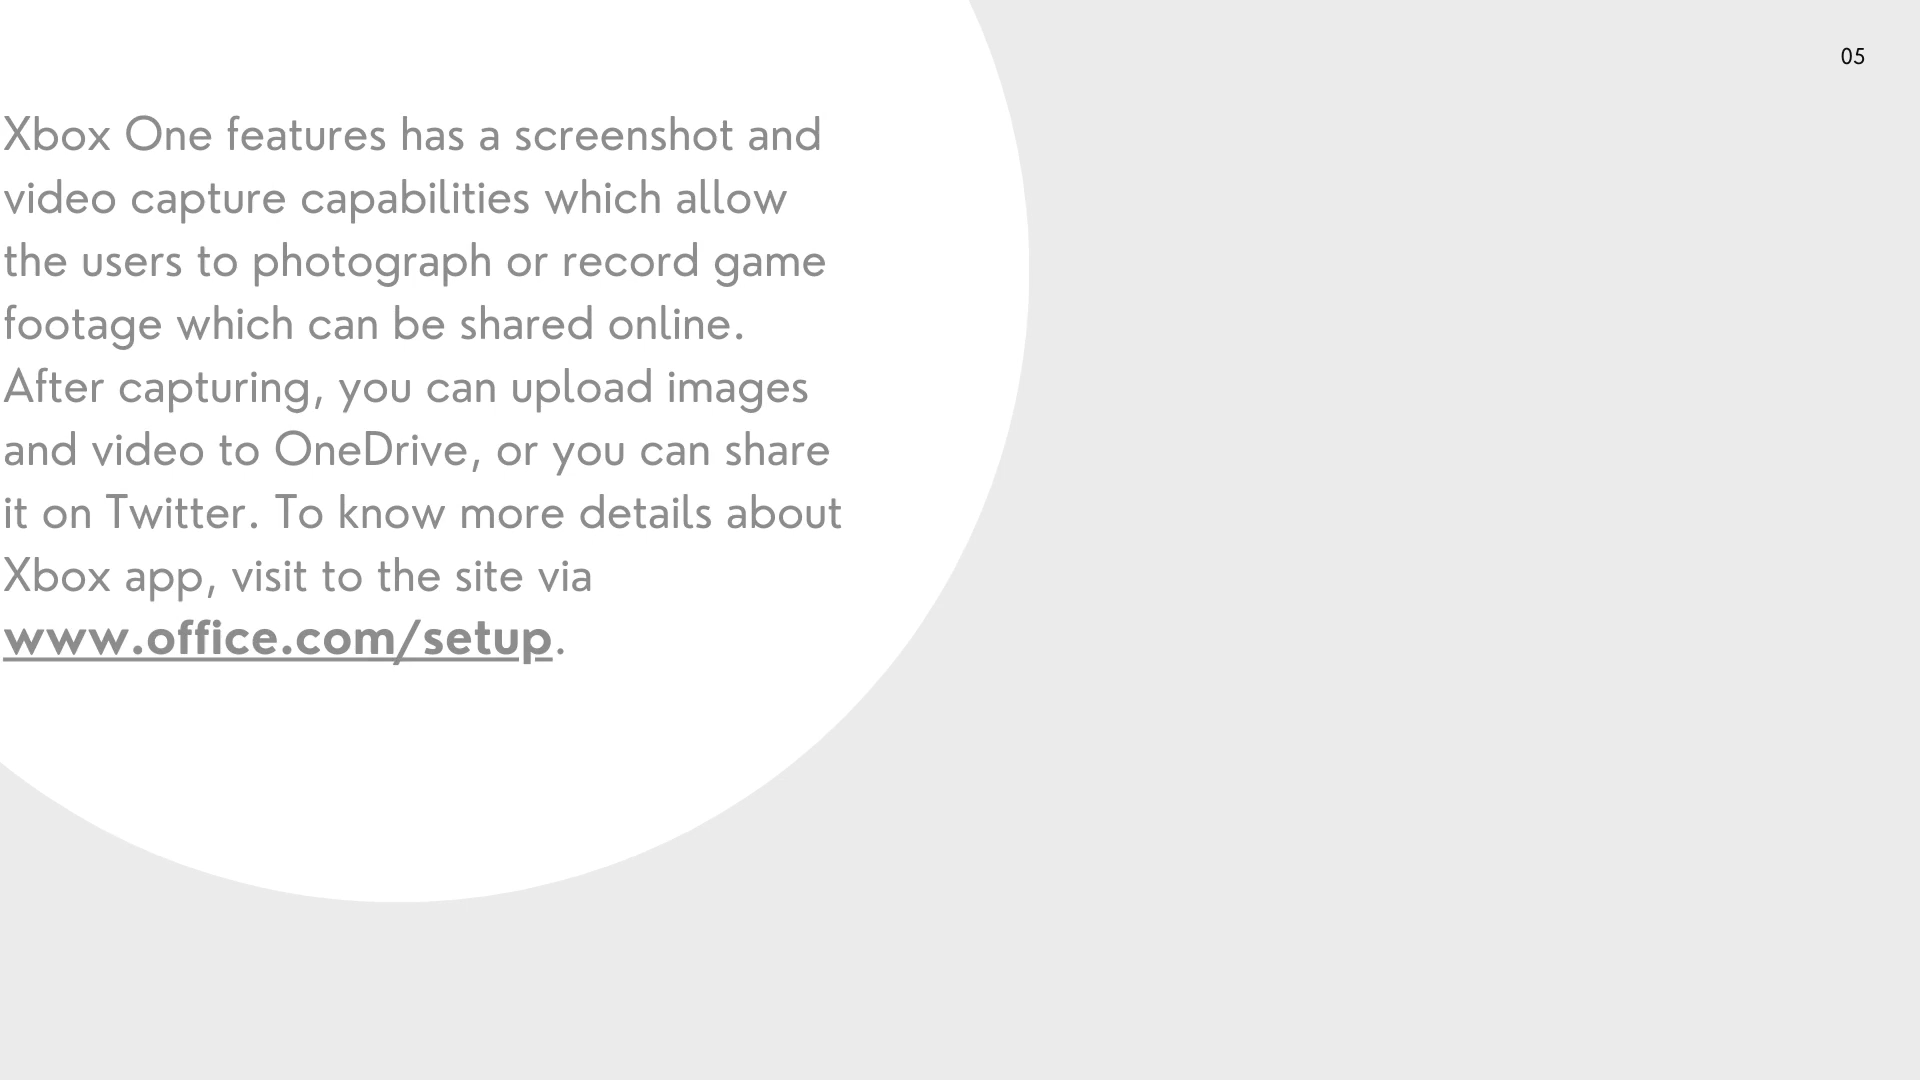 05
Xbox One features has a screenshot and
video capture capabilities which allow
the users to photograph or record game
footage which can be shared online.
After capturing, you can upload images
and video to OneDrive, or you can share
it on Twitter. To know more details about
Xbox app, visit to the site via
www.office.com/setup.